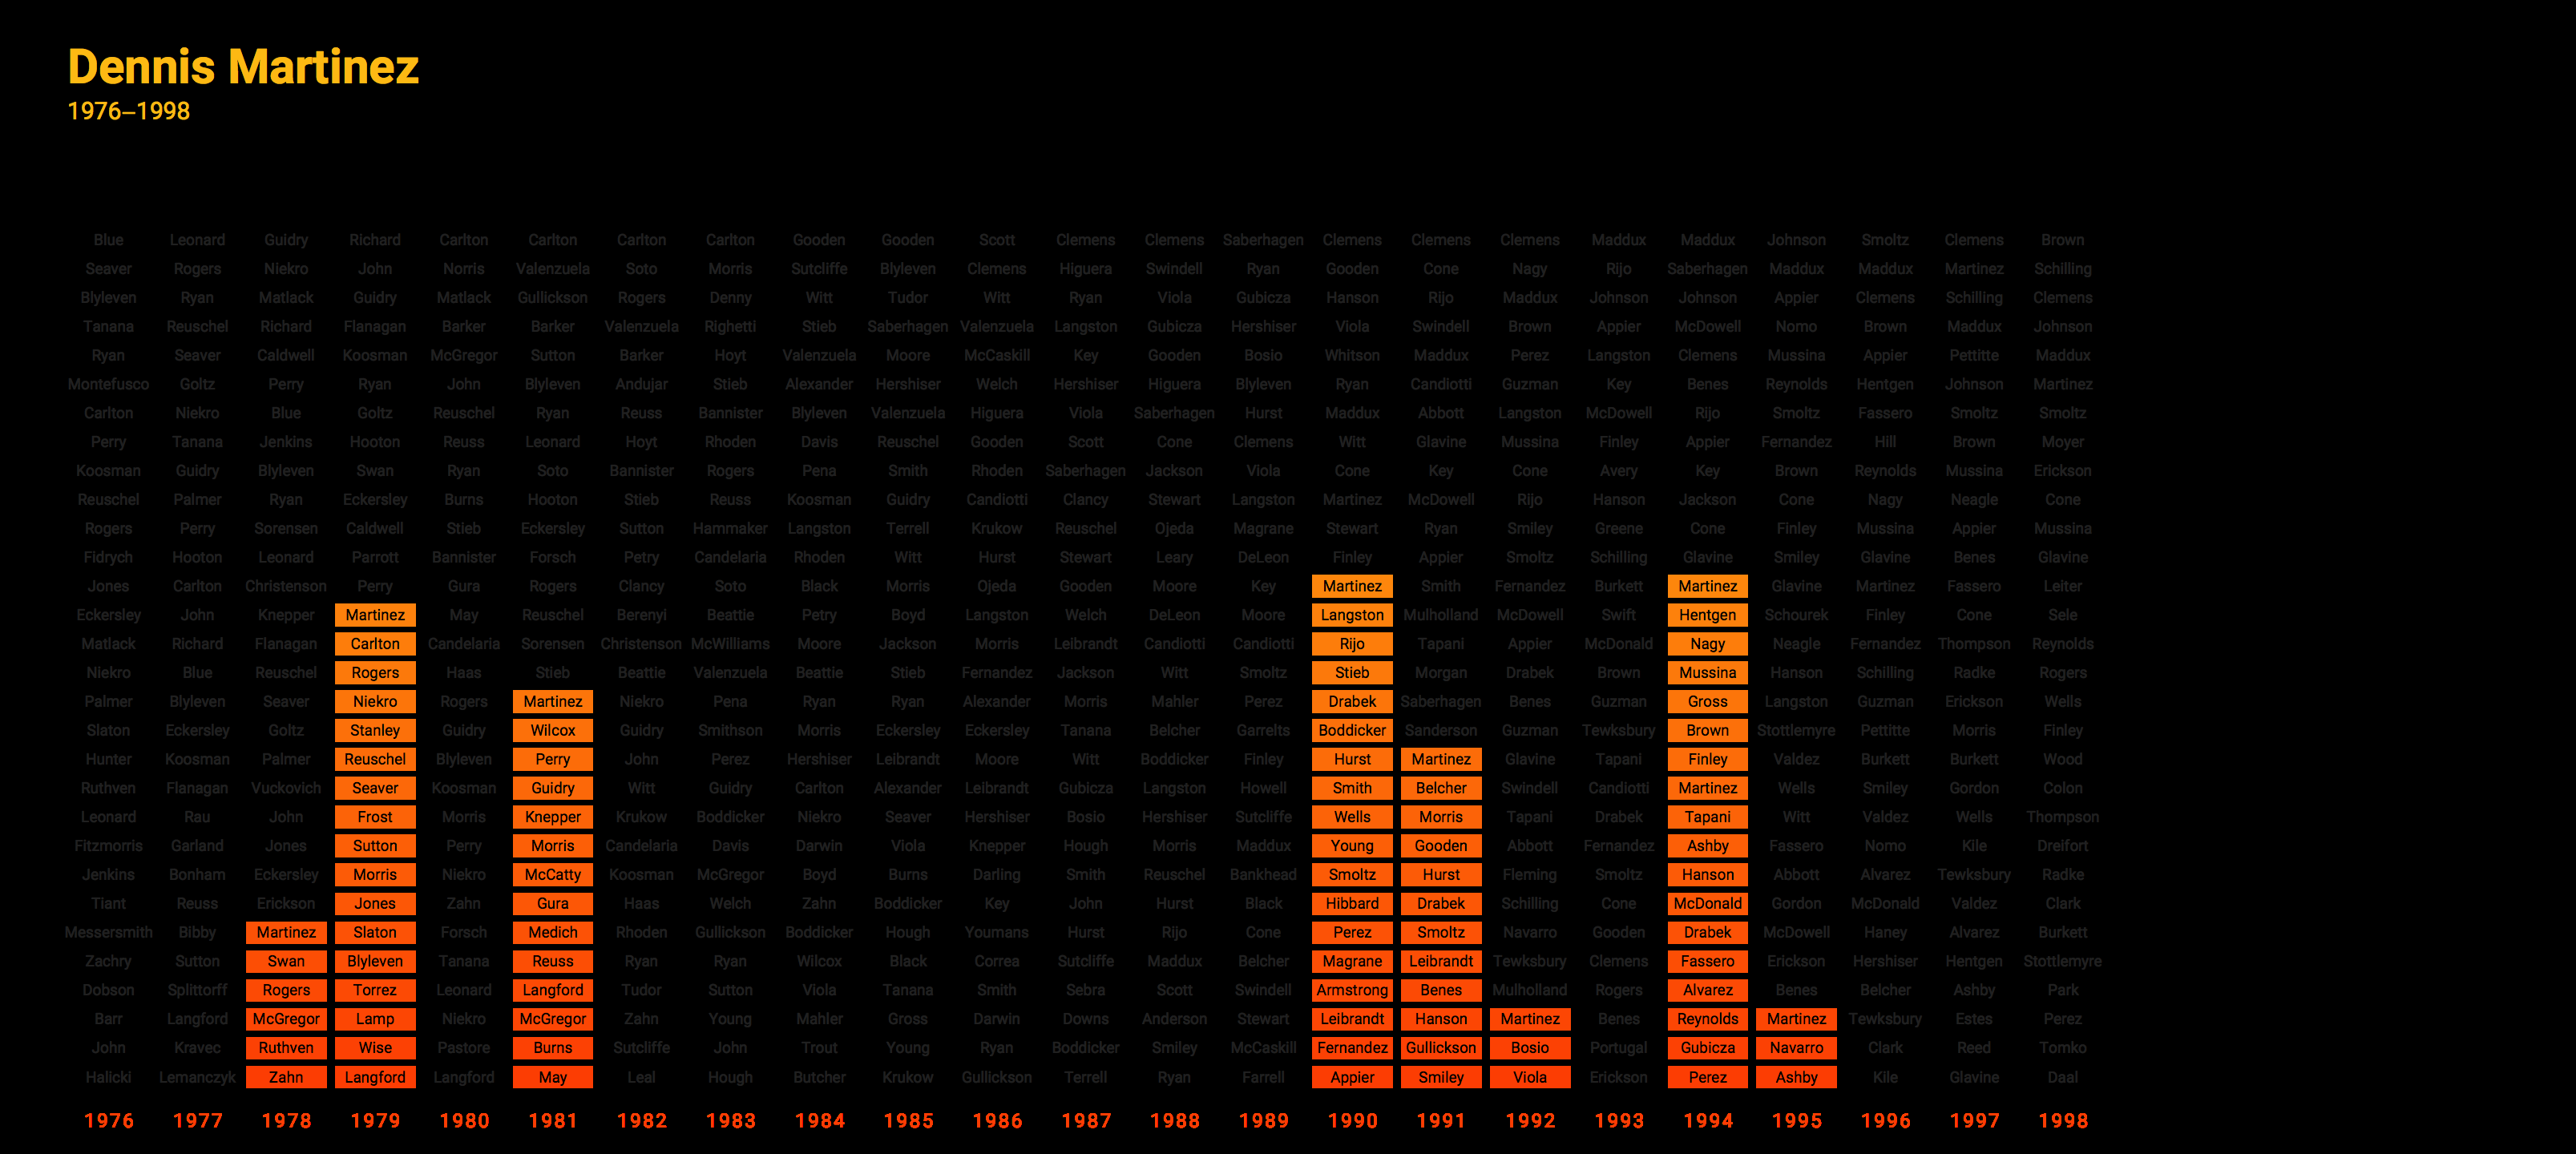 Dennis Martinez
1976–1998
Blue Leonard Guidry Richard Carlton Carlton Carlton Carlton Gooden Gooden Scott Clemens Clemens Saberhagen Clemens Clemens Clemens Maddux Maddux Johnson Smoltz Clemens Brown
Seaver Rogers Niekro John Norris Valenzuela Soto Morris Sutcliffe Blyleven Clemens Higuera Swindell Ryan Gooden Cone Nagy Rijo Saberhagen Maddux Maddux Martinez Schilling
Blyleven Ryan Matlack Guidry Matlack Gullickson Rogers Denny Witt Tudor Witt Ryan Viola Gubicza Hanson Rijo Maddux Johnson Johnson Appier Clemens Schilling Clemens
Tanana Reuschel Richard Flanagan Barker Barker Valenzuela Righetti Stieb Saberhagen Valenzuela Langston Gubicza Hershiser Viola Swindell Brown Appier McDowell Nomo Brown Maddux Johnson
Ryan Seaver Caldwell Koosman McGregor Sutton Barker Hoyt Valenzuela Moore McCaskill Key Gooden Bosio Whitson Maddux Perez Langston Clemens Mussina Appier Pettitte Maddux
Montefusco Goltz Perry Ryan John Blyleven Andujar Stieb Alexander Hershiser Welch Hershiser Higuera Blyleven Ryan Candiotti Guzman Key Benes Reynolds Hentgen Johnson Martinez
Carlton Niekro Blue Goltz Reuschel Ryan Reuss Bannister Blyleven Valenzuela Higuera Viola Saberhagen Hurst Maddux Abbott Langston McDowell Rijo Smoltz Fassero Smoltz Smoltz
Perry Tanana Jenkins Hooton Reuss Leonard Hoyt Rhoden Davis Reuschel Gooden Scott Cone Clemens Witt Glavine Mussina Finley Appier Fernandez Hill Brown Moyer
Koosman Guidry Blyleven Swan Ryan Soto Bannister Rogers Pena Smith Rhoden Saberhagen Jackson Viola Cone Key Cone Avery Key Brown Reynolds Mussina Erickson
Reuschel Palmer Ryan Eckersley Burns Hooton Stieb Reuss Koosman Guidry Candiotti Clancy Stewart Langston Martinez McDowell Rijo Hanson Jackson Cone Nagy Neagle Cone
Rogers Perry Sorensen Caldwell Stieb Eckersley Sutton Hammaker Langston Terrell Krukow Reuschel Ojeda Magrane Stewart Ryan Smiley Greene Cone Finley Mussina Appier Mussina
Fidrych Hooton Leonard Parrott Bannister Forsch Petry Candelaria Rhoden Witt Hurst Stewart Leary DeLeon Finley Appier Smoltz Schilling Glavine Smiley Glavine Benes Glavine
Jones Carlton Christenson Perry Gura Rogers Clancy Soto Black Morris Ojeda Gooden Moore Key Martinez Smith Fernandez Burkett Martinez Glavine Martinez Fassero Leiter
Eckersley John Knepper Martinez May Reuschel Berenyi Beattie Petry Boyd Langston Welch DeLeon Moore Langston Mulholland McDowell Swift Hentgen Schourek Finley Cone Sele
Matlack Richard Flanagan Carlton Candelaria Sorensen Christenson McWilliams Moore Jackson Morris Leibrandt Candiotti Candiotti Rijo Tapani Appier McDonald Nagy Neagle Fernandez Thompson Reynolds
Niekro Blue Reuschel Rogers Haas Stieb Beattie Valenzuela Beattie Stieb Fernandez Jackson Witt Smoltz Stieb Morgan Drabek Brown Mussina Hanson Schilling Radke Rogers
Palmer Blyleven Seaver Niekro Rogers Martinez Niekro Pena Ryan Ryan Alexander Morris Mahler Perez Drabek Saberhagen Benes Guzman Gross Langston Guzman Erickson Wells
Slaton Eckersley Goltz Stanley Guidry Wilcox Guidry Smithson Morris Eckersley Eckersley Tanana Belcher Garrelts Boddicker Sanderson Guzman Tewksbury Brown Stottlemyre Pettitte Morris Finley
Hunter Koosman Palmer Reuschel Blyleven Perry John Perez Hershiser Leibrandt Moore Witt Boddicker Finley Hurst Martinez Glavine Tapani Finley Valdez Burkett Burkett Wood
Ruthven Flanagan Vuckovich Seaver Koosman Guidry Witt Guidry Carlton Alexander Leibrandt Gubicza Langston Howell Smith Belcher Swindell Candiotti Martinez Wells Smiley Gordon Colon
Leonard Rau John Frost Morris Knepper Krukow Boddicker Niekro Seaver Hershiser Bosio Hershiser Sutcliffe Wells Morris Tapani Drabek Tapani Witt Valdez Wells Thompson
Fitzmorris Garland Jones Sutton Perry Morris Candelaria Davis Darwin Viola Knepper Hough Morris Maddux Young Gooden Abbott Fernandez Ashby Fassero Nomo Kile Dreifort
Jenkins Bonham Eckersley Morris Niekro McCatty Koosman McGregor Boyd Burns Darling Smith Reuschel Bankhead Smoltz Hurst Fleming Smoltz Hanson Abbott Alvarez Tewksbury Radke
Tiant Reuss Erickson Jones Zahn Gura Haas Welch Zahn Boddicker Key John Hurst Black Hibbard Drabek Schilling Cone McDonald Gordon McDonald Valdez Clark
Messersmith Bibby Martinez Slaton Forsch Medich Rhoden Gullickson Boddicker Hough Youmans Hurst Rijo Cone Perez Smoltz Navarro Gooden Drabek McDowell Haney Alvarez Burkett
Zachry Sutton Swan Blyleven Tanana Reuss Ryan Ryan Wilcox Black Correa Sutcliffe Maddux Belcher Magrane Leibrandt Tewksbury Clemens Fassero Erickson Hershiser Hentgen Stottlemyre
Dobson Splittorff Rogers Torrez Leonard Langford Tudor Sutton Viola Tanana Smith Sebra Scott Swindell Armstrong Benes Mulholland Rogers Alvarez Benes Belcher Ashby Park
Barr Langford McGregor Lamp Niekro McGregor Zahn Young Mahler Gross Darwin Downs Anderson Stewart Leibrandt Hanson Martinez Benes Reynolds Martinez Tewksbury Estes Perez
John Kravec Ruthven Wise Pastore Burns Sutcliffe John Trout Young Ryan Boddicker Smiley McCaskill Fernandez Gullickson Bosio Portugal Gubicza Navarro Clark Reed Tomko
Halicki Lemanczyk Zahn Langford Langford May Leal Hough Butcher Krukow Gullickson Terrell Ryan Farrell Appier Smiley Viola Erickson Perez Ashby Kile Glavine Daal
1976 1977 1978 1979 1980 1981 1982 1983 1984 1985 1986 1987 1988 1989 1990 1991 1992 1993 1994 1995 1996 1997 1998